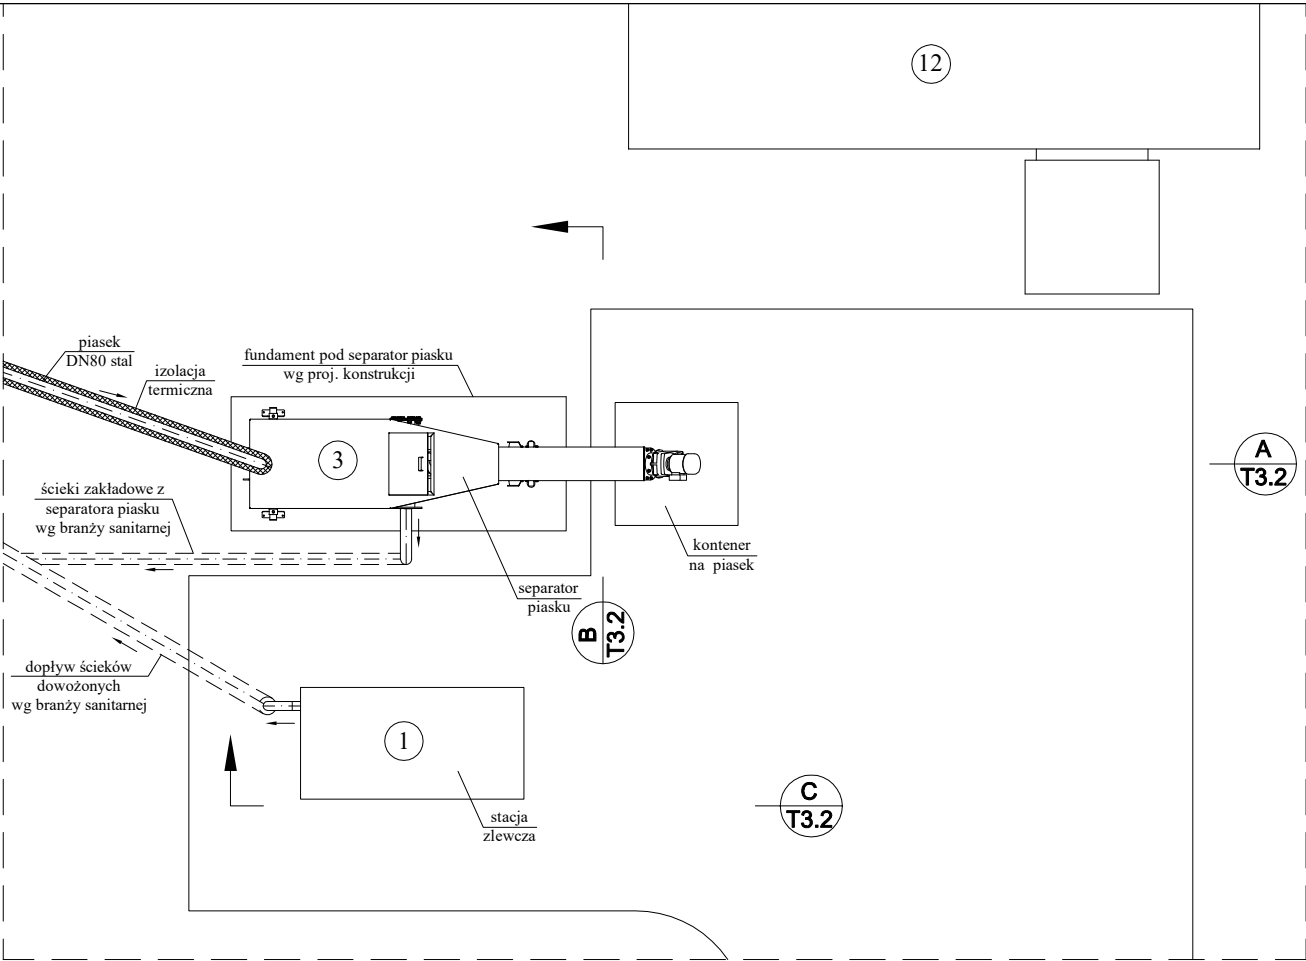 12
piasek
DN80 stal
izolacja
termiczna
fundament pod separator piasku
wg proj. konstrukcji
3
A
T3.2
ścieki zakładowe z
separatora piasku
wg branży sanitarnej
kontener
na piasek
separator
piasku
B
T3.2
dopływ ścieków
dowożonych
wg branży sanitarnej
1
C
T3.2
stacja
zlewcza